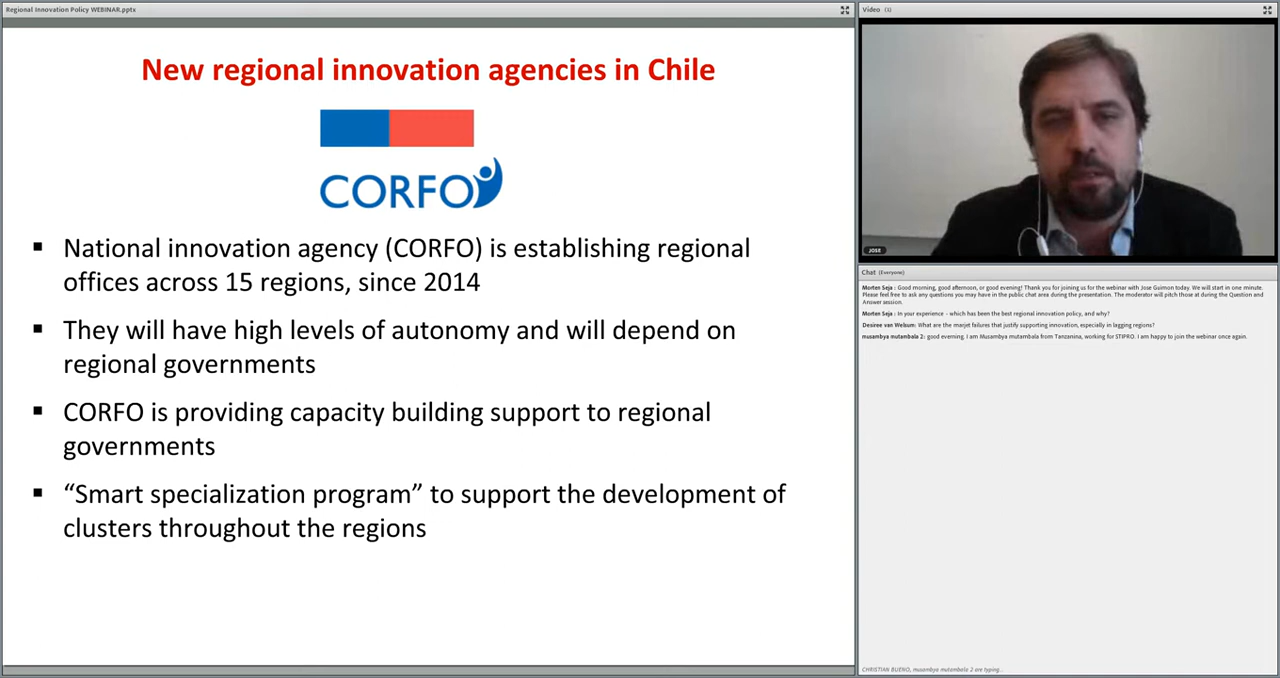 Regional Innovation Policy WEBINAR.pptx
New regional innovation agencies in Chile
CORFO
▪ National innovation agency (CORFO) is establishing regional
offices across 15 regions, since 2014
▪ They will have high levels of autonomy and will depend on
regional governments
▪ CORFO is providing capacity building support to regional
governments
▪ “Smart specialization program” to support the development of
clusters throughout the regions
Video (1)
JOSE
Chat (Everyone)
Morten Seja : Good morning, good afternoon, or good evening! Thank you for joining us for the webinar with Jose Guimon today. We will start in one minute.
Please feel free to ask any questions you may have in the public chat area during the presentation. The moderator will pitch those at during the Question and
Answer session.
Morten Seja : In your experience - which has been the best regional innovation policy, and why?
Desiree van Welsum: What are the marjet failures that justify supporting innovation, especially in lagging regions?
musambya mutambala 2: good everning. I am Musambya mutambala from Tanzanina, working for STIPRO. I am happy to join the webinar once again.
CHRISTIAN BUENO, musambya mutambala 2 are typing...